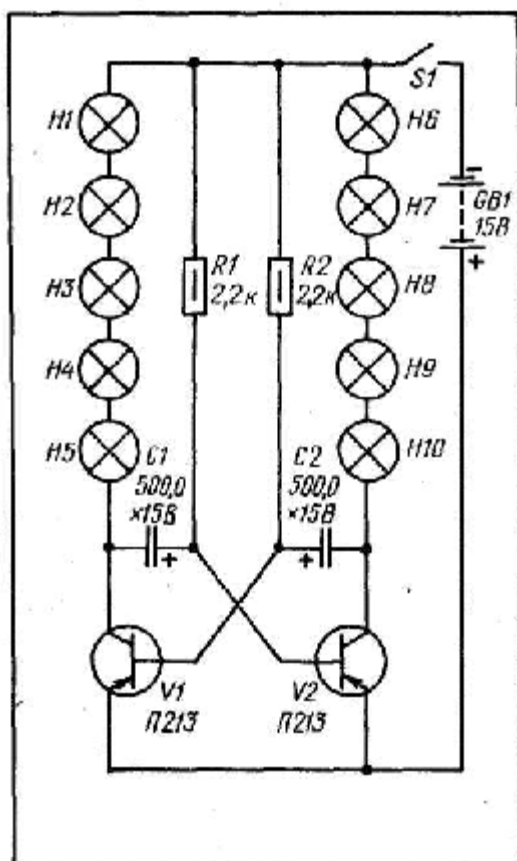 S1
H1
H6
GB1
15В
-
+
H2
H7
R1
2,2к
R2
2,2к
H3
H8
H4
H9
H5
H10
C1
500,0
×15В
+
C2
500,0
×15В
+
V1
П213
V2
П213